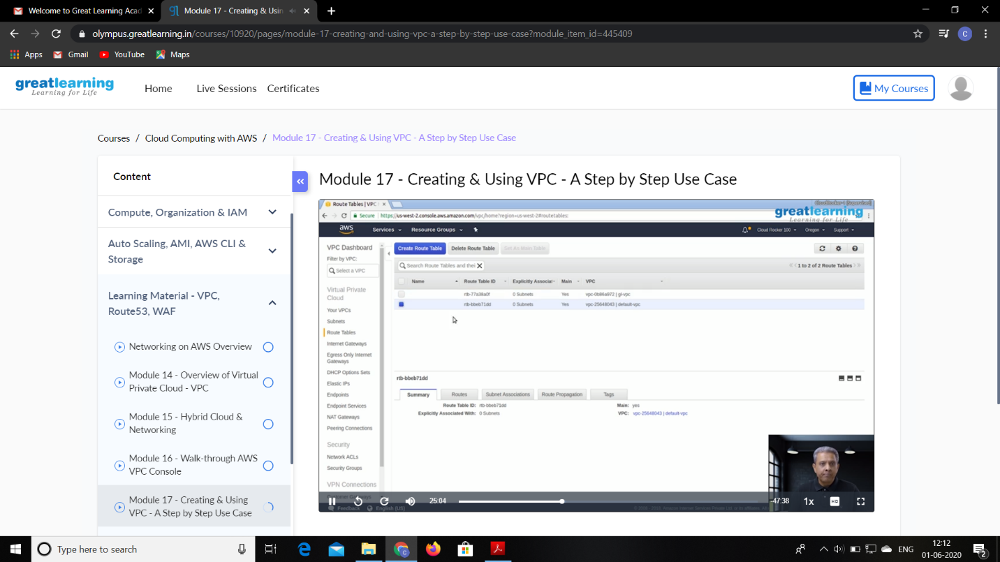 Welcome to Great Learning Acad
Module 17 - Creating & Usin
olympus.greatlearning.in/courses/10920/pages/module-17-creating-and-using-vpc-a-step-by-step-use-case?module_item_id=445409
C
Apps Gmail YouTube Maps
greatlearning
Learning for Life
Home Live Sessions Certificates My Courses
Courses / Cloud Computing with AWS / Module 17 - Creating & Using VPC - A Step by Step Use Case
Content
Compute, Organization & IAM
Auto Scaling, AMI, AWS CLI &
Storage
Learning Material - VPC,
Route53, WAF
Networking on AWS Overview
Module 14 - Overview of Virtual
Private Cloud - VPC
Module 15 - Hybrid Cloud &
Networking
Module 16 - Walk-through AWS
VPC Console
Module 17 - Creating & Using
VPC - A Step by Step Use Case
Module 17 - Creating & Using VPC - A Step by Step Use Case
Route Tables | VPC
Secure https://us-west-2.console.aws.amazon.com/vpc/home?region=us-west-2#routetables:
greatlearning
Learning for Life
aws Services Resource Groups Cloud Rocker 100 Oregon Support
VPC Dashboard
Filter by VPC:
Select a VPC
Virtual Private
Cloud
Your VPCs
Subnets
Route Tables
Internet Gateways
Egress Only Internet
Gateways
DHCP Options Sets
Elastic IPs
Endpoints
Endpoint Services
NAT Gateways
Peering Connections
Security
Network ACLs
Security Groups
VPN Connections
Create Route Table Delete Route Table Set As Main Table
Search Route Tables and thei X
1 to 2 of 2 Route Tables
Name Route Table ID Explicitly Associat Main VPC
rtb-77a38a0f 0 Subnets Yes vpc-0b86a972 | gl-vpc
rtb-bbeb71dd 0 Subnets Yes vpc-25648043 | default-vpc
rtb-bbeb71dd
Summary Routes Subnet Associations Route Propagation Tags
Route Table ID: rtb-bbeb71dd Main: yes
Explicitly Associated With: 0 Subnets VPC: vpc-25648043 | default-vpc
25:04 -47:38 1x HD
Feedback English (US)
Type here to search
ENG
12:12
01-06-2020
2